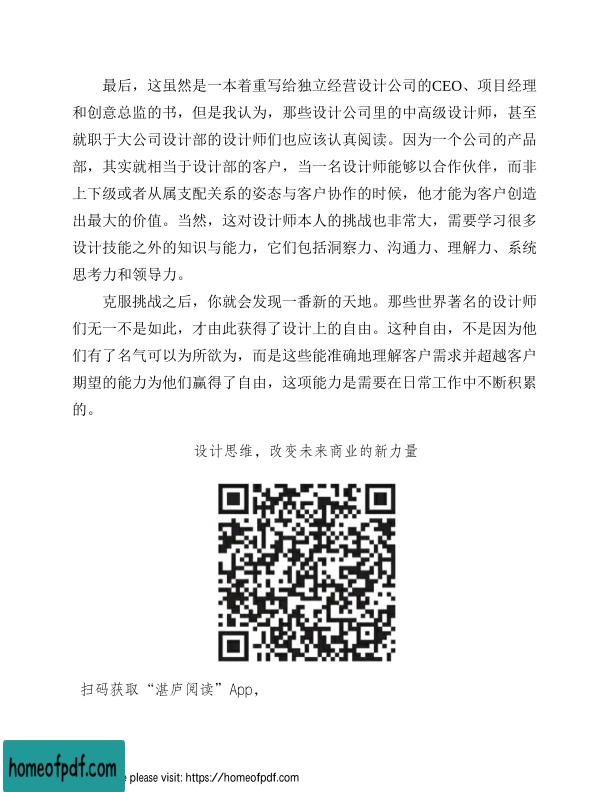 最后，这虽然是一本着重写给独立经营设计公司的CEO、项目经理
和创意总监的书，但是我认为，那些设计公司里的中高级设计师，甚至
就职于大公司设计部的设计师们也应该认真阅读。因为一个公司的产品
部，其实就相当于设计部的客户，当一名设计师能够以合作伙伴，而非
上下级或者从属支配关系的姿态与客户协作的时候，他才能为客户创造
出最大的价值。当然，这对设计师本人的挑战也非常大，需要学习很多
设计技能之外的知识与能力，它们包括洞察力、沟通力、理解力、系统
思考力和领导力。
克服挑战之后，你就会发现一番新的天地。那些世界著名的设计师
们无一不是如此，才由此获得了设计上的自由。这种自由，不是因为他
们有了名气可以为所欲为，而是这些能准确地理解客户需求并超越客户
期望的能力为他们赢得了自由，这项能力是需要在日常工作中不断积累
的。
设计思维，改变未来商业的新力量
扫码获取“湛庐阅读”App，
homeofpdf.com
e please visit: https://homeofpdf.com